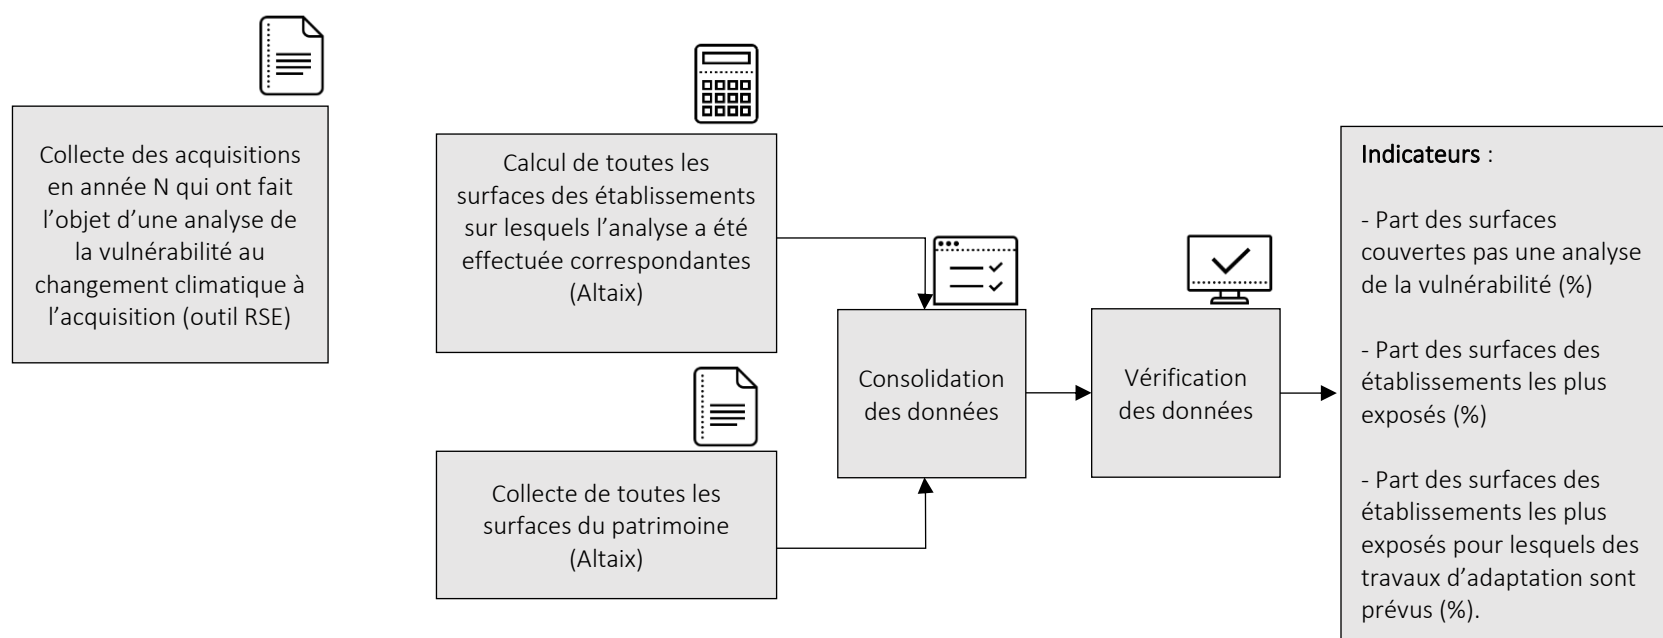 Collecte des acquisitions
en année N qui ont fait
l’objet d’une analyse de
la vulnérabilité au
changement climatique à
l’acquisition (outil RSE)
Calcul de toutes les
surfaces des établissements
sur lesquels l’analyse a été
effectuée correspondantes
(Altaix)
Collecte de toutes les
surfaces du patrimoine
(Altaix)
Consolidation
des données
Vérification
des données
Indicateurs :
- Part des surfaces
couvertes pas une analyse
de la vulnérabilité (%)
- Part des surfaces des
établissements les plus
exposés (%)
- Part des surfaces des
établissements les plus
exposés pour lesquels des
travaux d’adaptation sont
prévus (%).